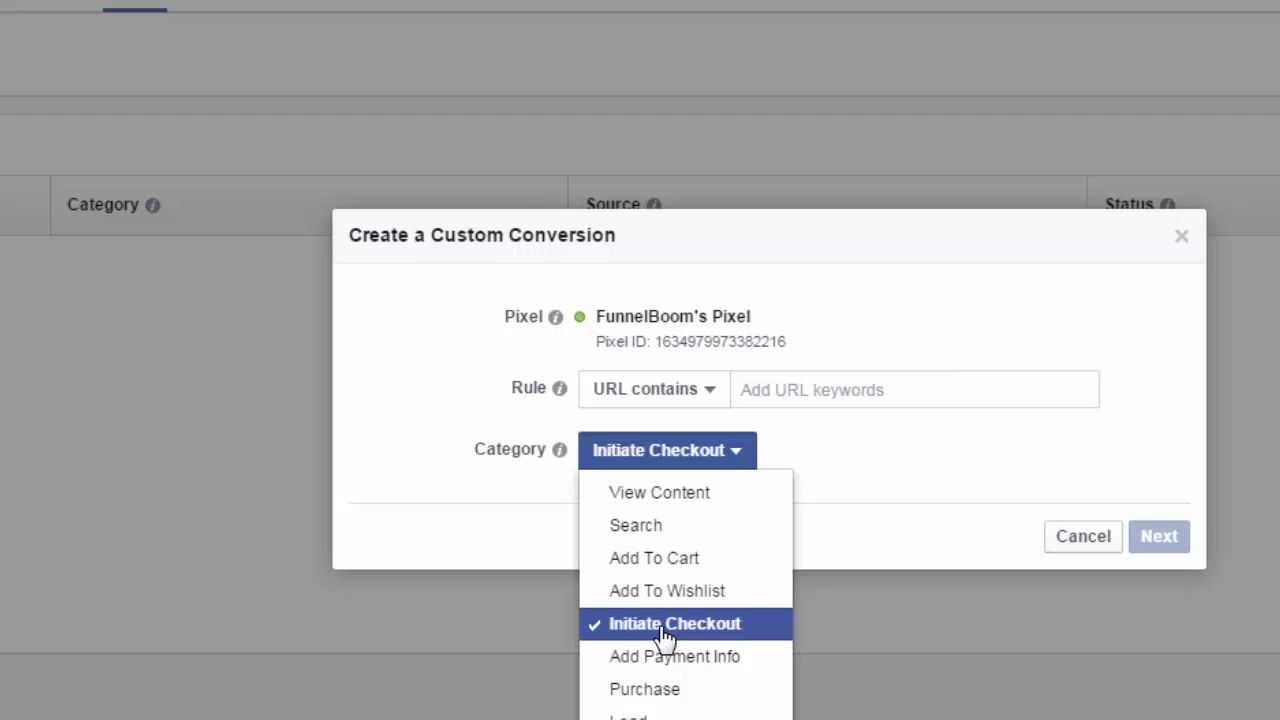 Category
Source
Status
Create a Custom Conversion
Pixel
FunnelBoom's Pixel
Pixel ID: 1634979973382216
Rule
URL contains
Add URL keywords
Category
Initiate Checkout
View Content
Search
Add To Cart
Add To Wishlist
Initiate Checkout
Add Payment Info
Purchase
Lead
Cancel
Next